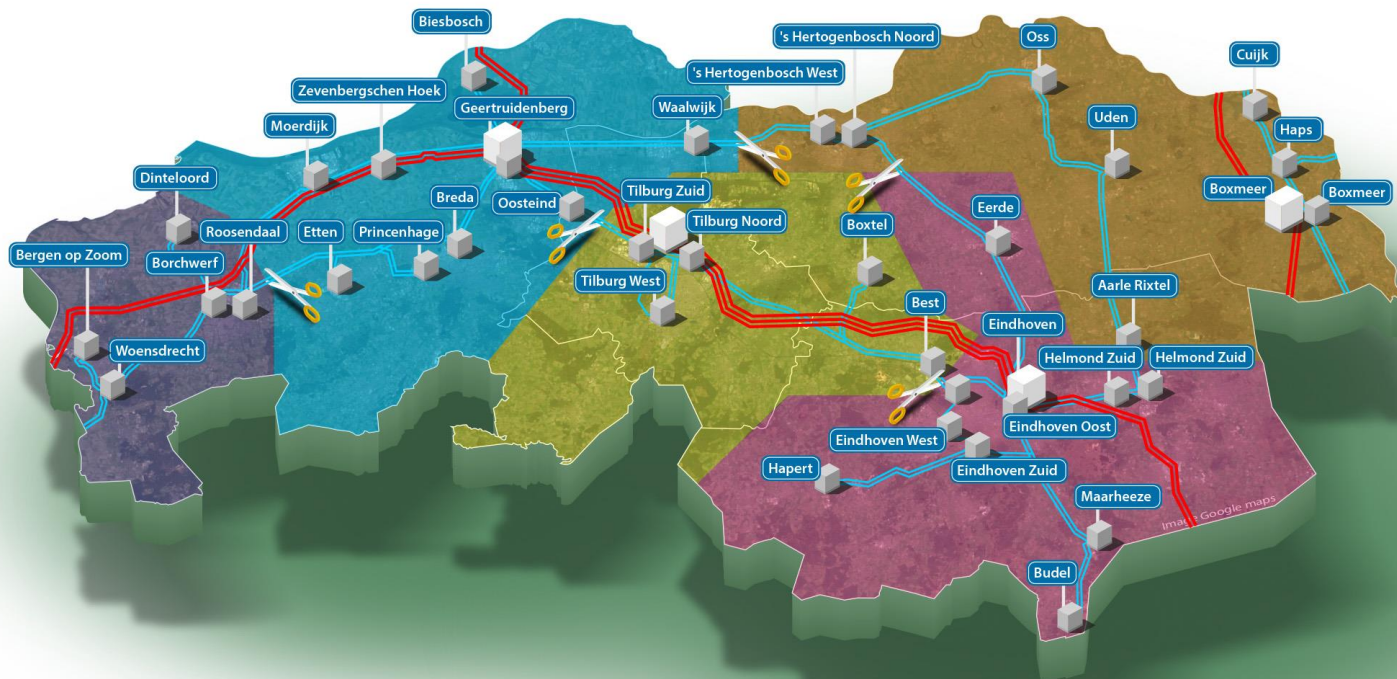 Biesbosch
's Hertogenbosch Noord
Oss
Cuijk
's Hertogenbosch West
Zevenbergschen Hoek
Geertruidenberg
Waalwijk
Moerdijk
Uden
Haps
Dinteloord
Tilburg Zuid
Boxmeer
Boxmeer
Breda
Oosteind
Roosendaal
Etten
Princenhage
Tilburg Noord
Boxtel
Eerde
Bergen op Zoom
Borchwerf
Tilburg West
Aarle Rixtel
Best
Eindhoven
Woensdrecht
Helmond Zuid
Helmond Zuid
Eindhoven West
Eindhoven Oost
Hapert
Eindhoven Zuid
Maarheeze
Image Google maps
Budel